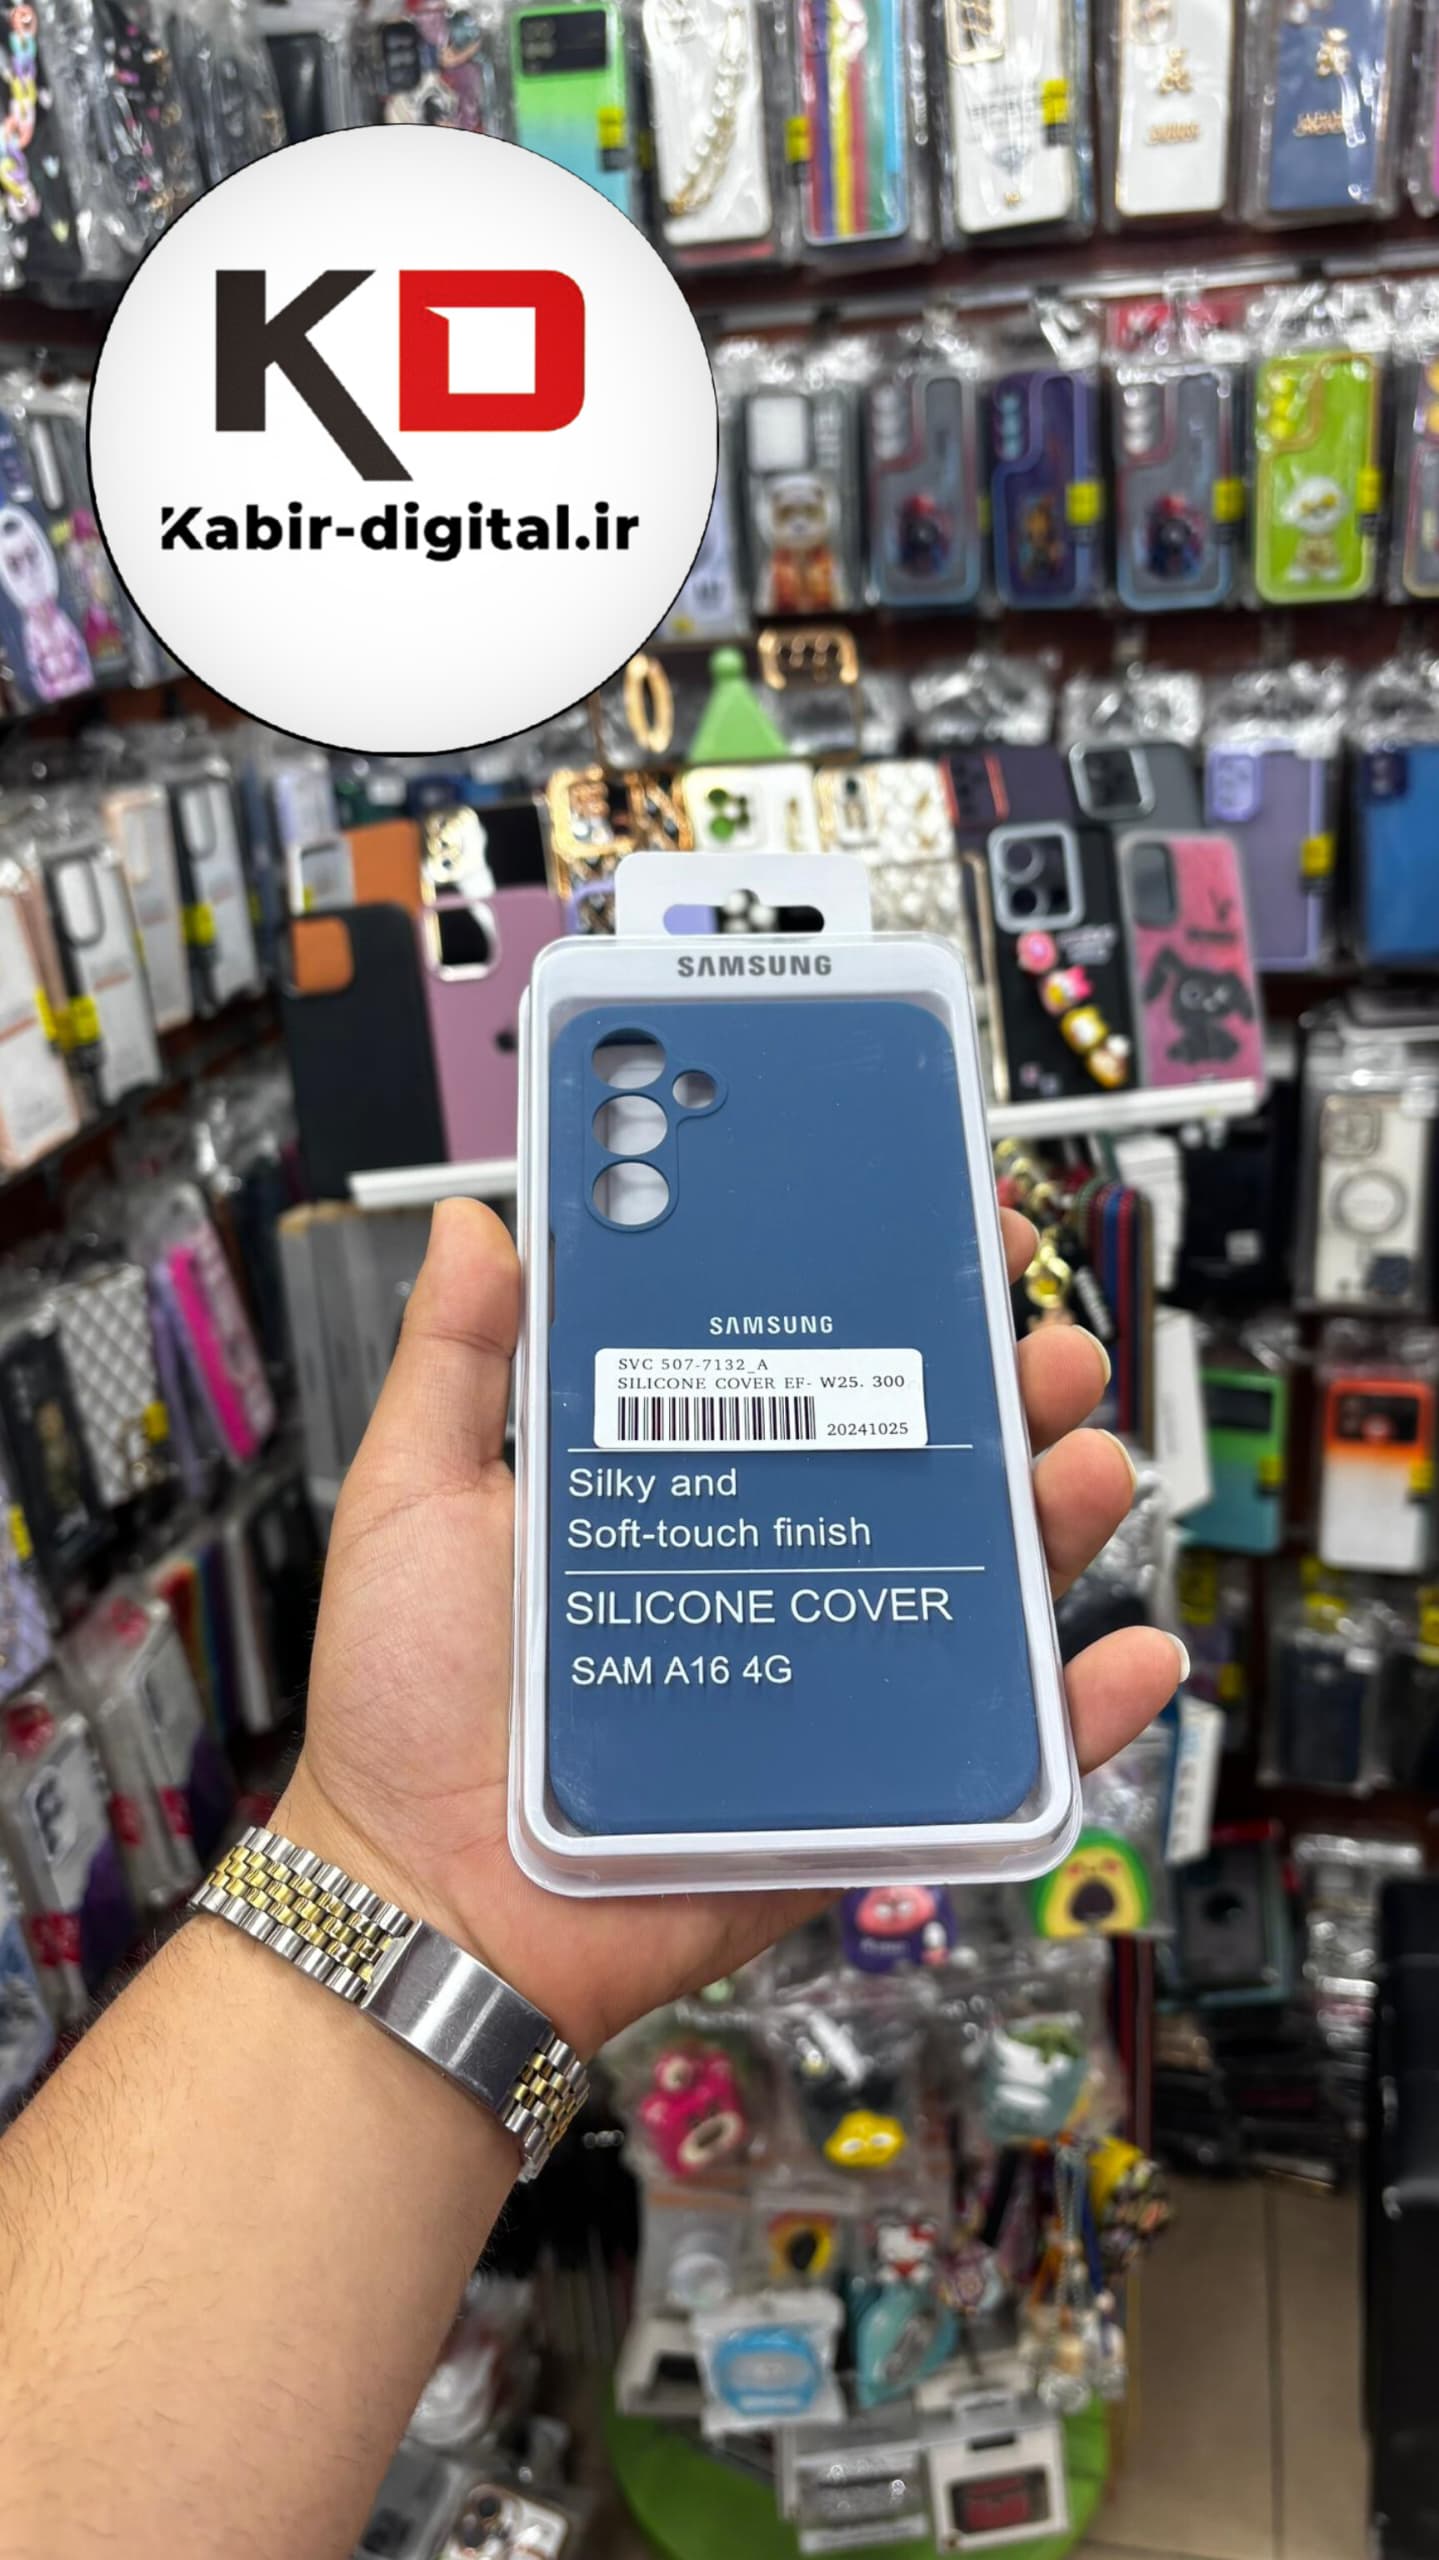 KD
Kabir-digital.ir
SAMSUNG
SAMSUNG
SVC 507-7132_A
SILICONE COVER EF- W25. 300
20241025
Silky and
Soft-touch finish
SILICONE COVER
SAM A16 4G